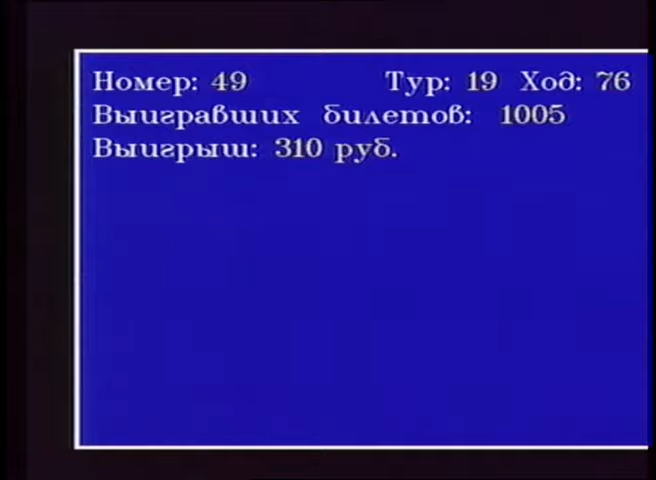 Номер: 49 Тур: 19 Ход: 76
Выигравших билетов: 1005
Выигрыш: 310 руб.